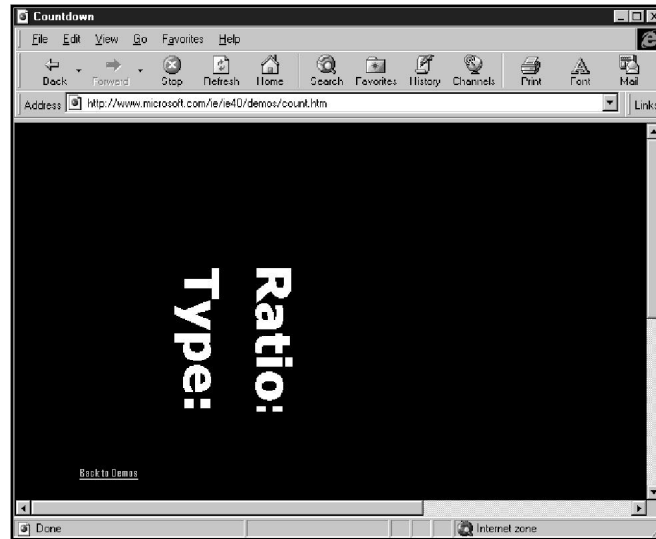 Countdown
File Edit View Go Favorites Help
Back Forward Stop Refresh Home Search Favorites History Channels Print Font Mail
Address http://www.microsoft.com/ie/ie40/demos/count.htm Links
Ratio:
Type:
Back to Demos
Done Internet zone